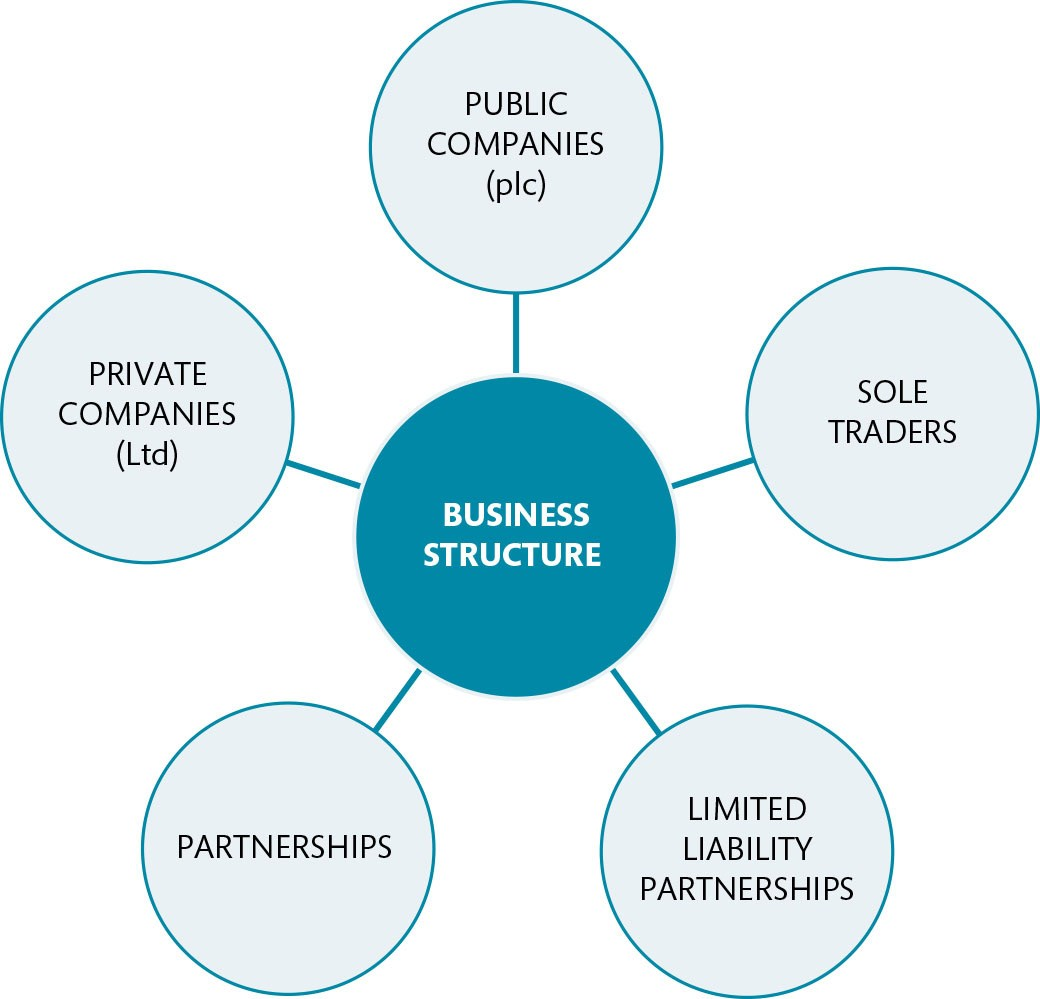 PUBLIC
COMPANIES
(plc)
PRIVATE
COMPANIES
(Ltd)
SOLE
TRADERS
BUSINESS
STRUCTURE
PARTNERSHIPS
LIMITED
LIABILITY
PARTNERSHIPS